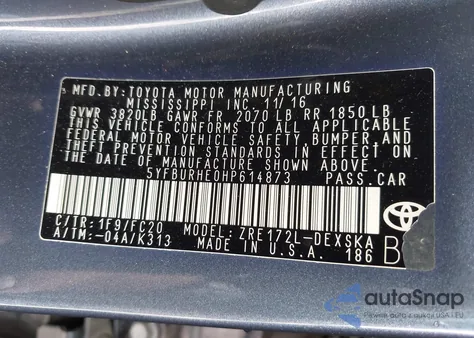 MFD.BY: TOYOTA MOTOR MANUFACTURING
MISSISSIPPI INC. 11/16
GVWR 3820LB GAWR FR 2070 LB RR 1850 LB
THIS VEHICLE CONFORMS TO ALL APPLICABLE
FEDERAL MOTOR VEHICLE SAFETY, BUMPER AND
THEFT PREVENTION STANDARDS IN EFFECT ON
THE DATE OF MANUFACTURE SHOWN ABOVE.
5YFBURHE0HP614873 PASS.CAR
C/TR: 1F9/FC20 MODEL: ZRE172L-DEXSKA
A/TM: -04A/K313 MADE IN U.S.A. 186 B
TOYOTA
autoSnap